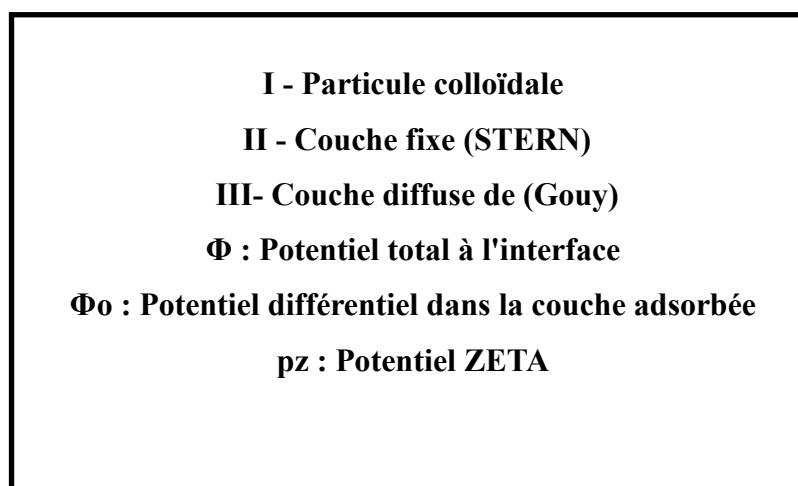 I - Particule colloïdale
II - Couche fixe (STERN)
III- Couche diffuse de (Gouy)
Φ : Potentiel total à l'interface
Φo : Potentiel différentiel dans la couche adsorbée
pz : Potentiel ZETA